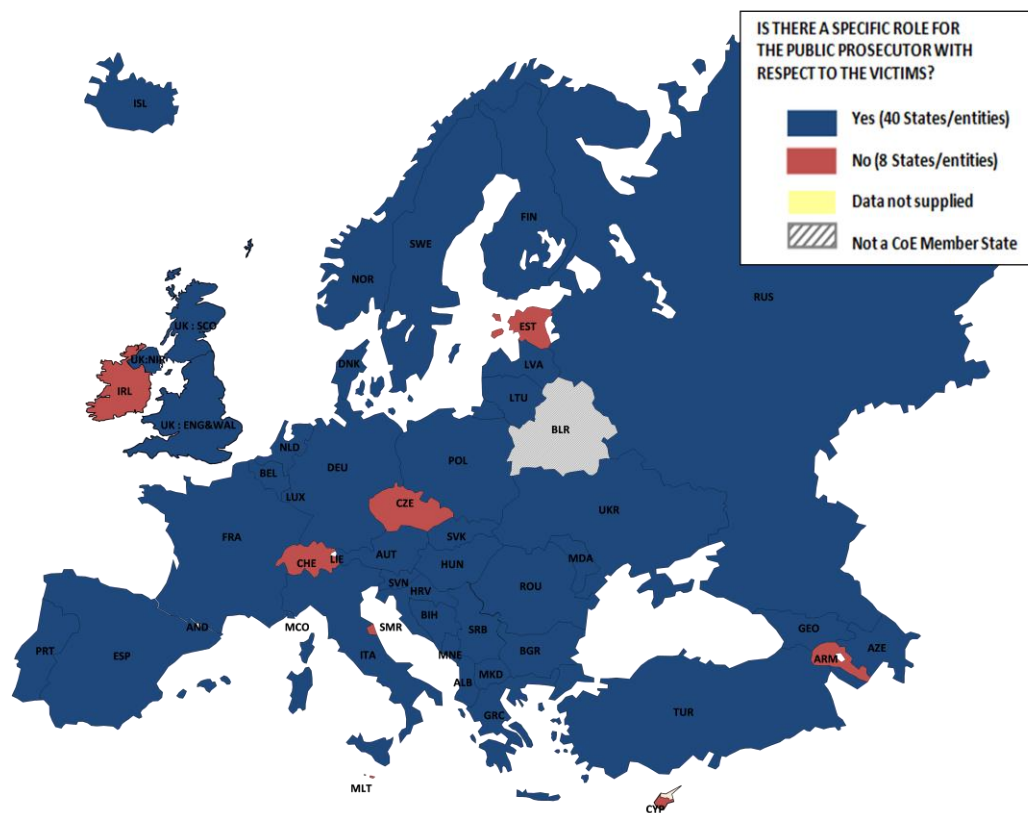 IS THERE A SPECIFIC ROLE FOR
THE PUBLIC PROSECUTOR WITH
RESPECT TO THE VICTIMS?
Yes (40 States/entities)
No (8 States/entities)
Data not supplied
Not a CoE Member State
ISL
FIN
SWE
NOR
RUS
UK : SCO
EST
UK:NIR
DNK
LVA
IRL
LTU
UK : ENG&WAL
BLR
NLD
BEL
DEU
POL
LUX
CZE
UKR
FRA
SVK
CHE
LIE
AUT
MDA
HUN
SVN
HRV
ROU
BIH
AND
MCO
SMR
SRB
GEO
PRT
ESP
ITA
MNE
BGR
AZE
ARM
ALB
MKD
GRC
TUR
MLT
CYP